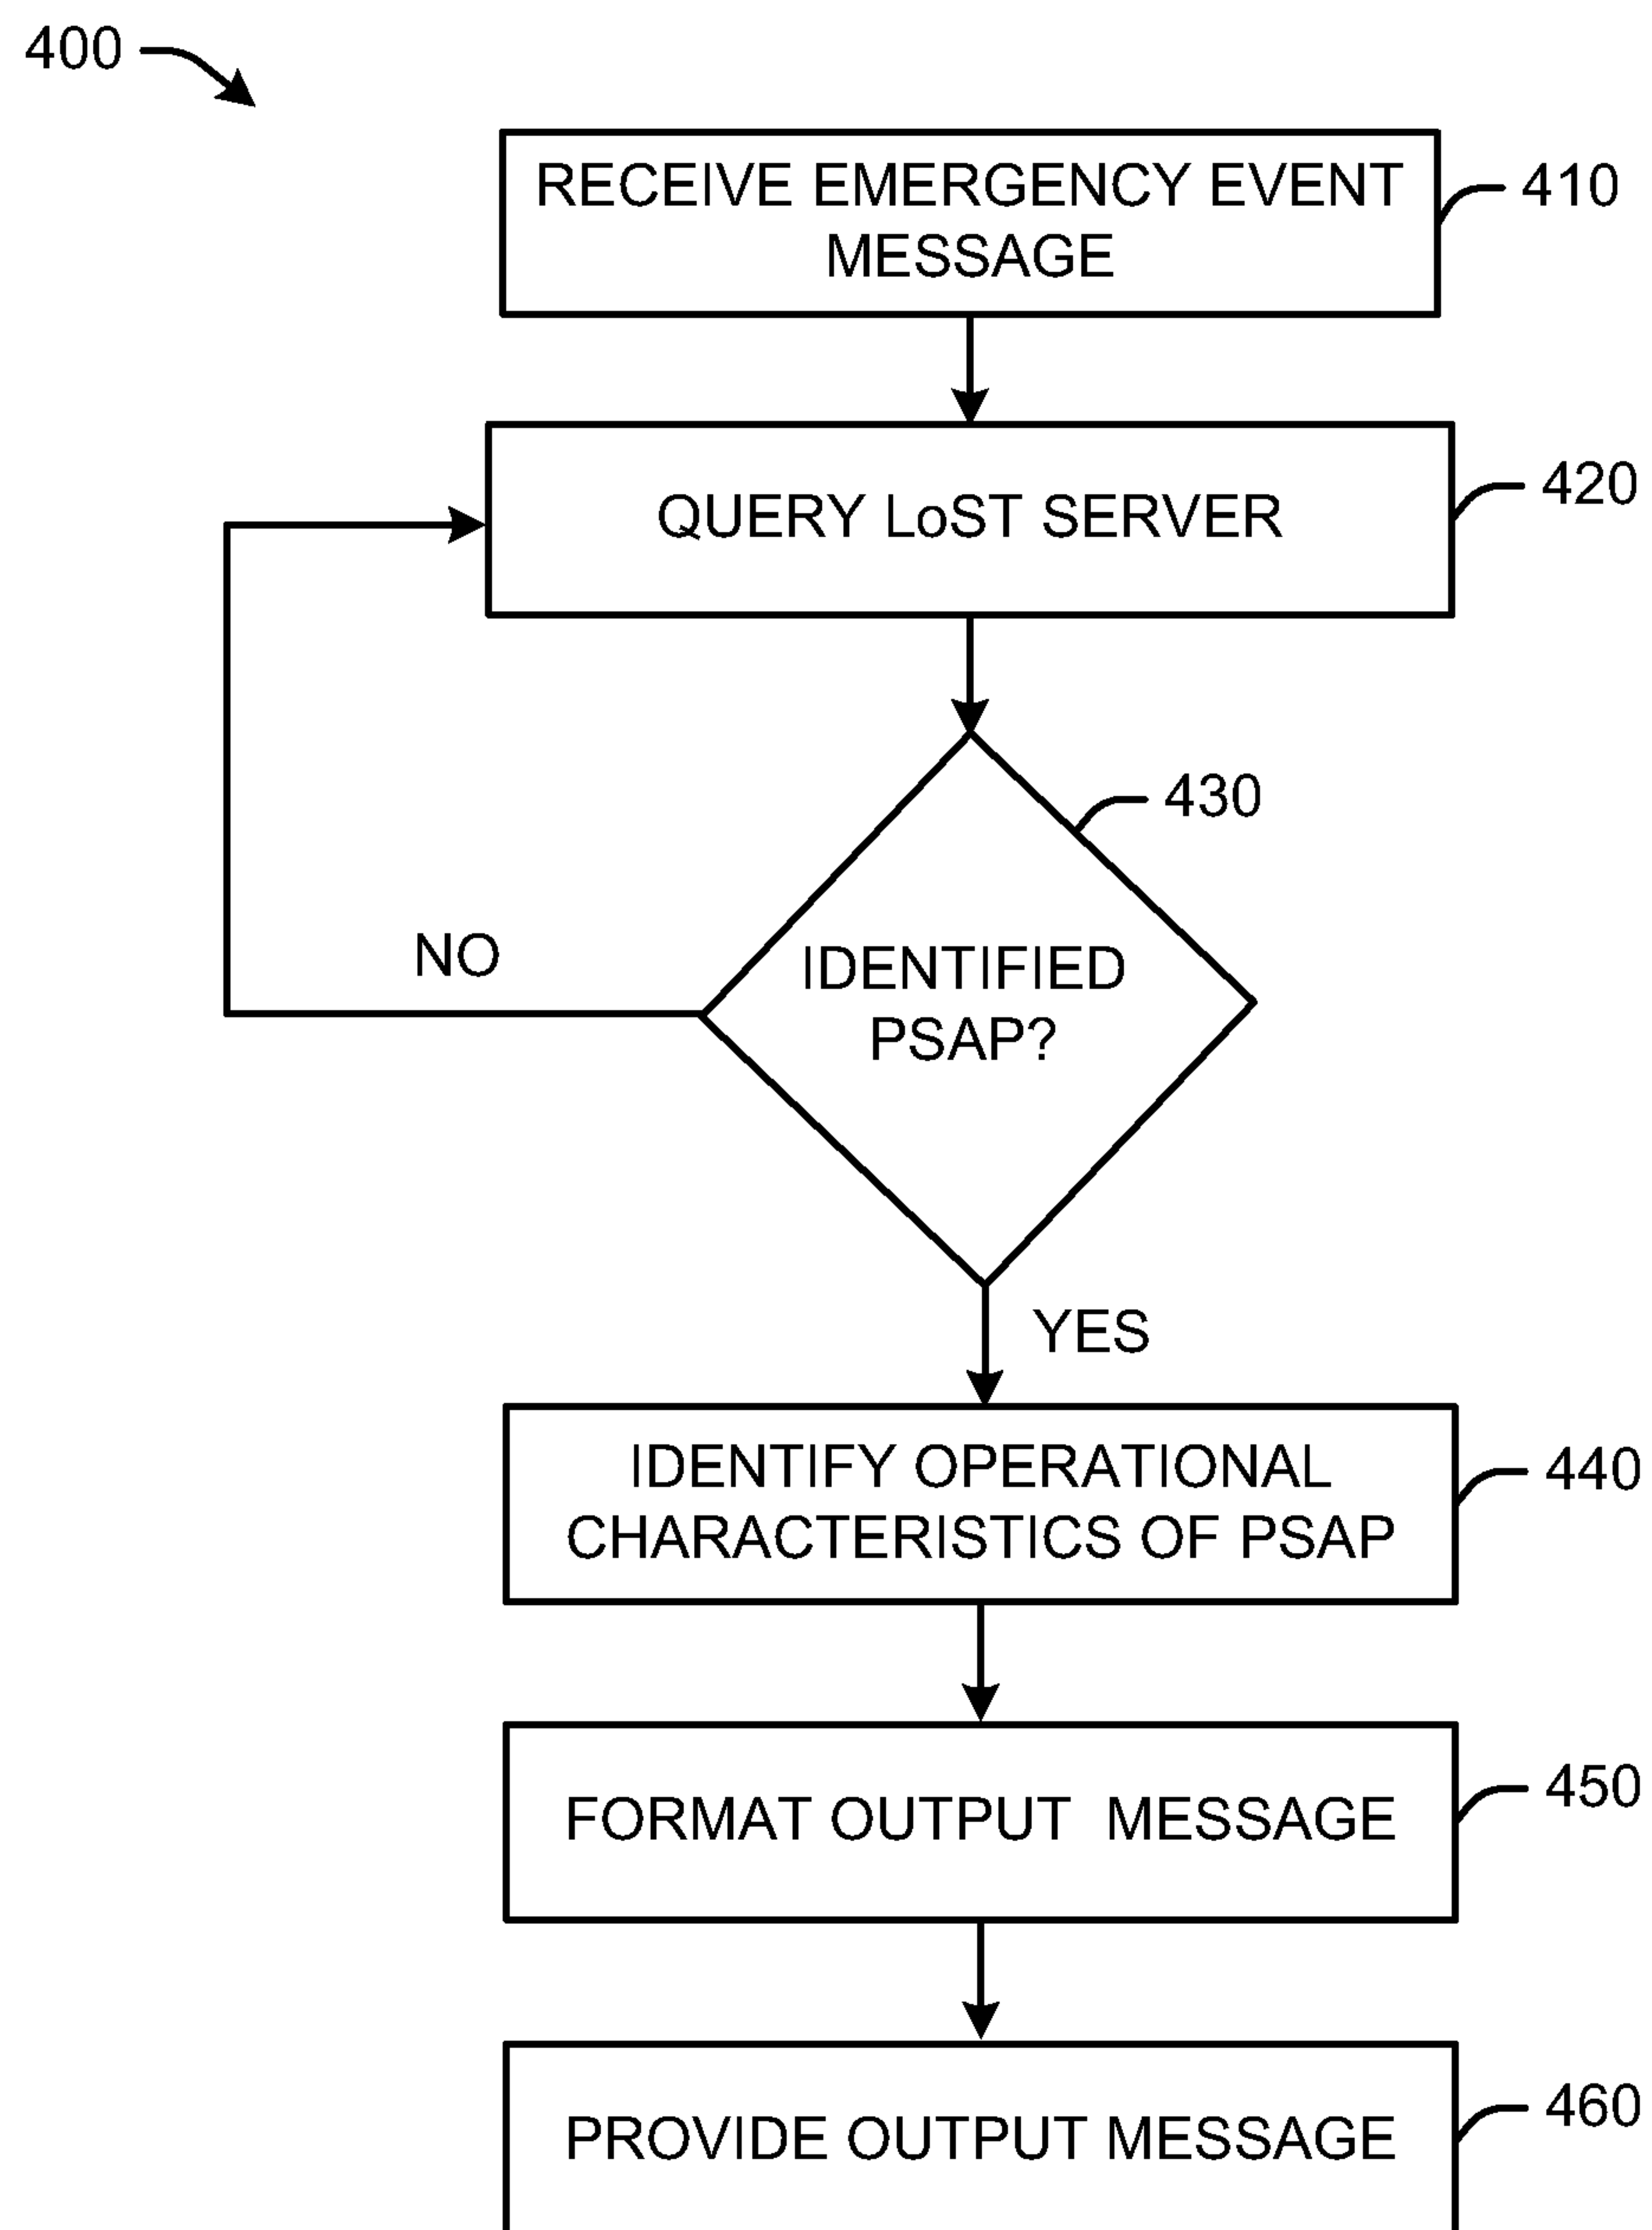 400
RECEIVE EMERGENCY EVENT
MESSAGE
410
QUERY LoST SERVER
420
430
IDENTIFIED
PSAP?
NO
YES
IDENTIFY OPERATIONAL
CHARACTERISTICS OF PSAP
440
FORMAT OUTPUT MESSAGE
450
PROVIDE OUTPUT MESSAGE
460